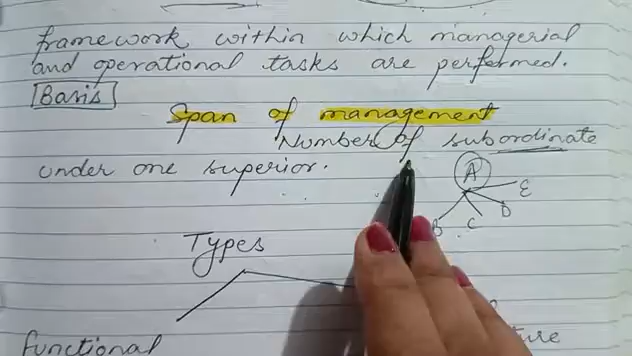 framework within which managerial
and operational tasks are performed.
Basis
Span of management
Number of subordinate
under one superior.
A
B C D E
Types
functional